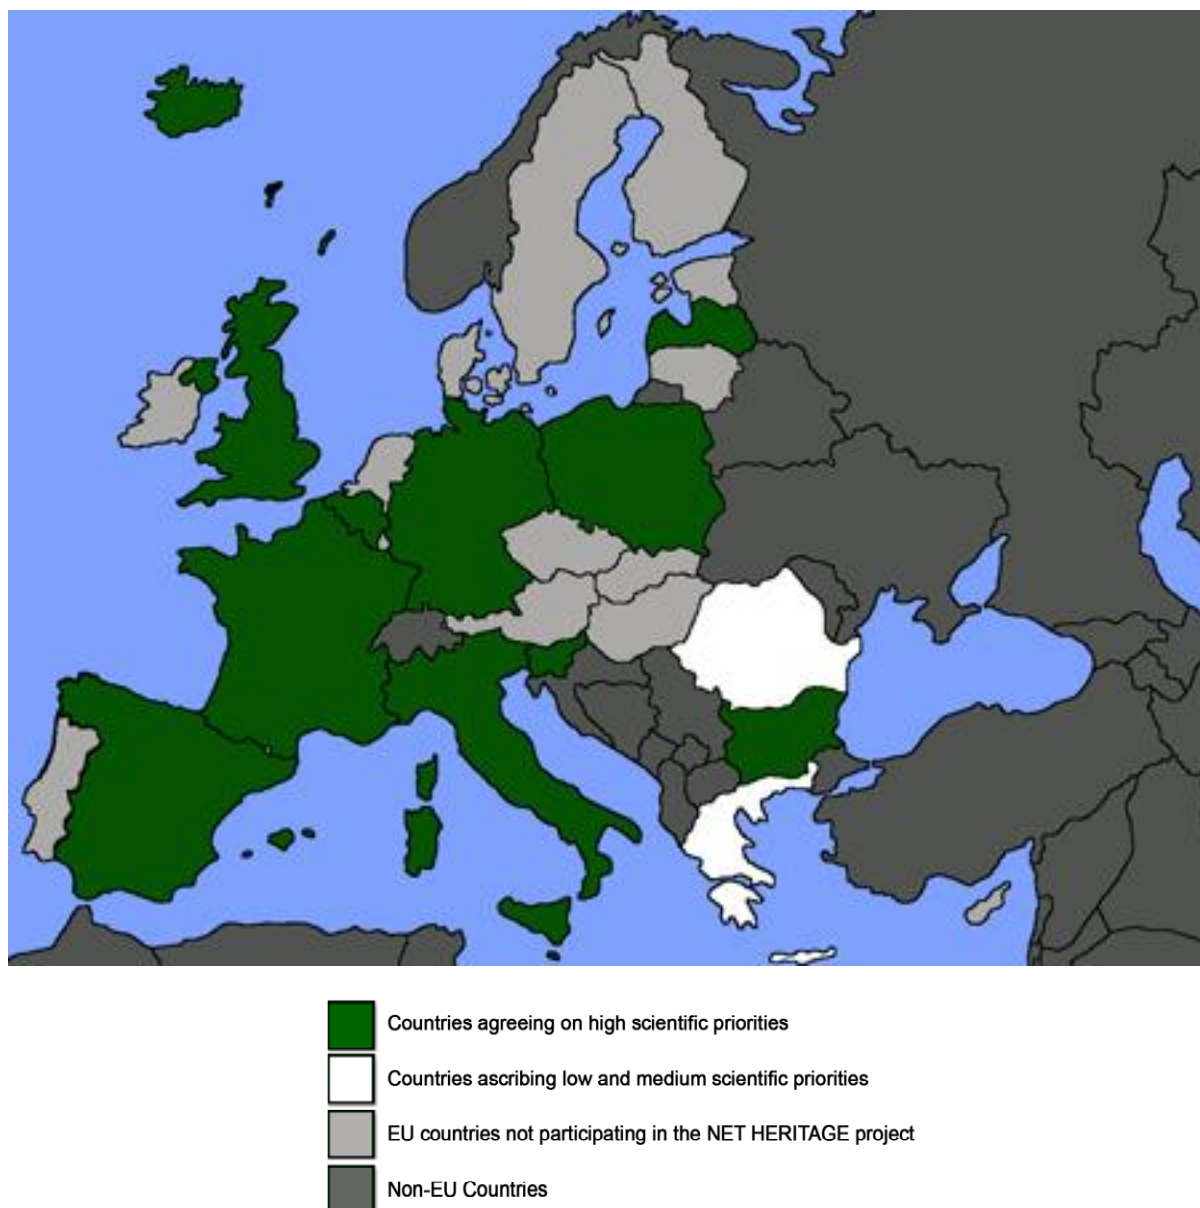 Countries agreeing on high scientific priorities
Countries ascribing low and medium scientific priorities
EU countries not participating in the NET HERITAGE project
Non-EU Countries